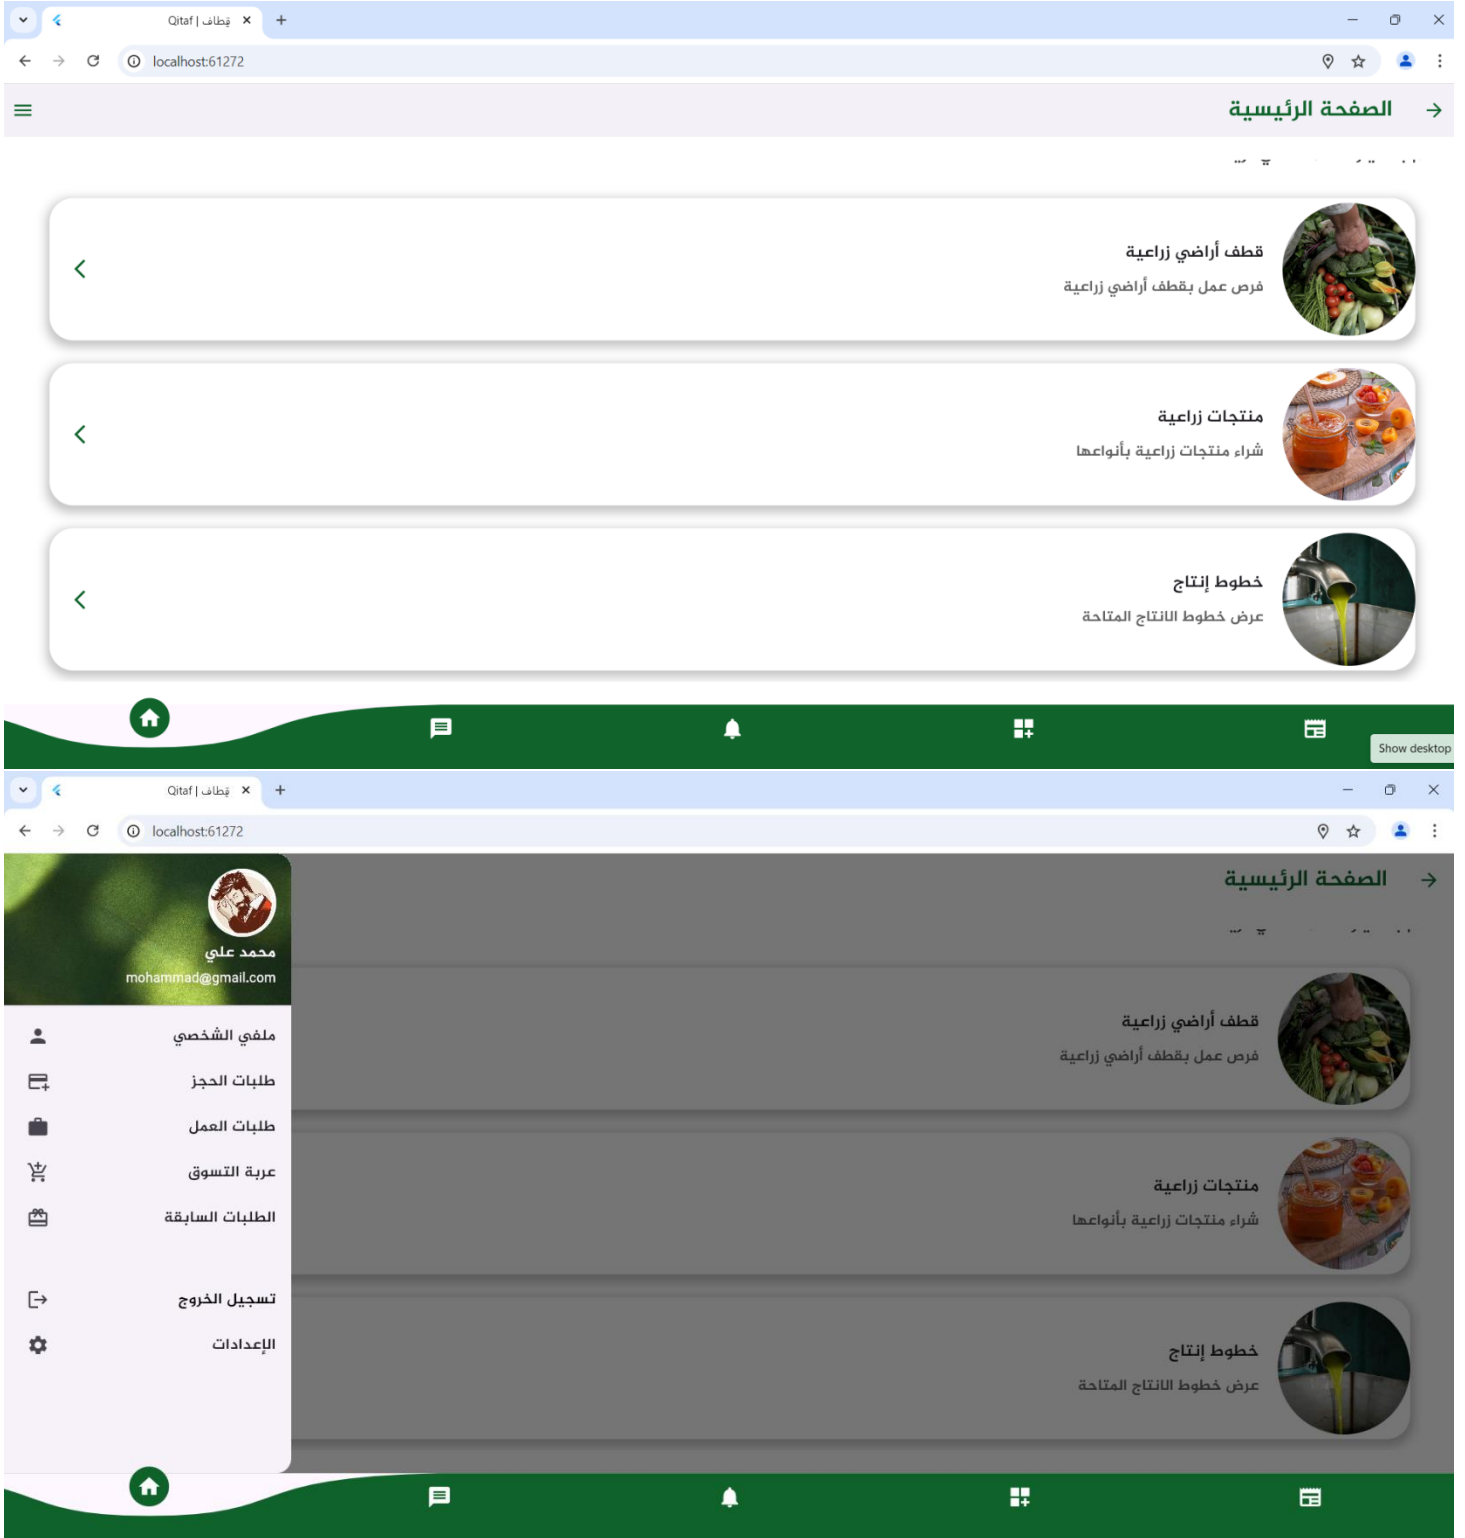 Qitaf | قِطاف
localhost:61272
الصفحة الرئيسية
قطف أراضي زراعية
فرص عمل بقطف أراضي زراعية
منتجات زراعية
شراء منتجات زراعية بأنواعها
خطوط إنتاج
عرض خطوط الانتاج المتاحة
Show desktop
Qitaf | قِطاف
localhost:61272
الصفحة الرئيسية
محمد علي
mohammad@gmail.com
ملفي الشخصي
طلبات الحجز
طلبات العمل
عربة التسوق
الطلبات السابقة
تسجيل الخروج
الإعدادات
قطف أراضي زراعية
فرص عمل بقطف أراضي زراعية
منتجات زراعية
شراء منتجات زراعية بأنواعها
خطوط إنتاج
عرض خطوط الانتاج المتاحة